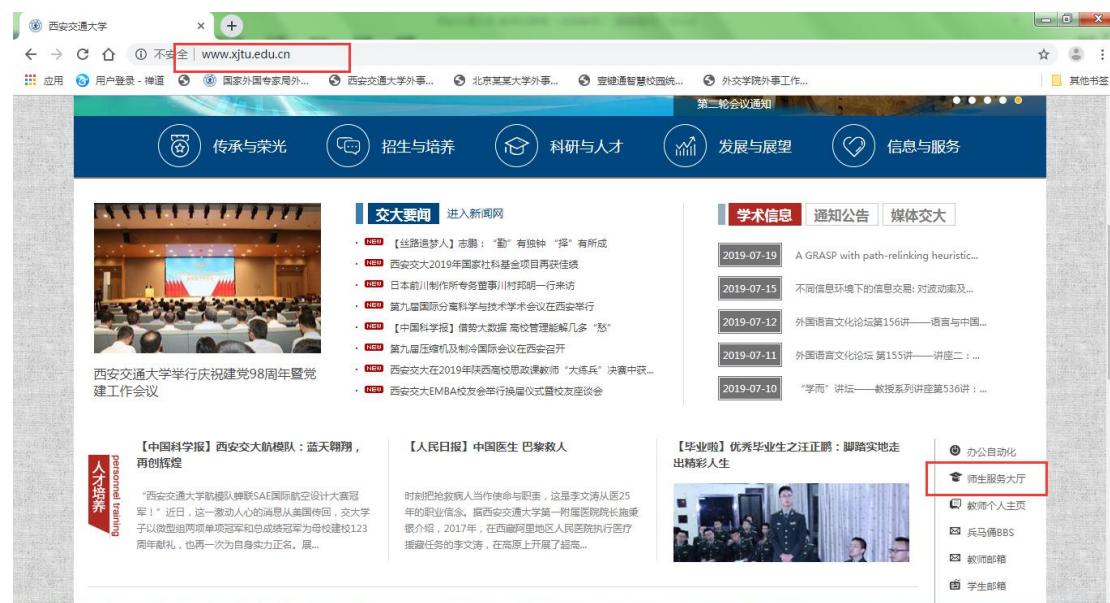 西安交通大学
不安全 | www.xjtu.edu.cn
应用 用户登录 - 禅道 国家外国专家局外... 西安交通大学外事... 北京某某大学外事... 壹键通智慧校园统... 外交学院外事工作... 其他书签
第二轮会议通知
传承与荣光 招生与培养 科研与人才 发展与展望 信息与服务
交大要闻 进入新闻网
· NEW 【丝路追梦人】志鹏：“勤”有独钟 “择”有所成
· NEW 西安交大2019年国家社科基金项目再获佳绩
· NEW 日本前川制作所专务董事川村邦明一行来访
· NEW 第九届国际分离科学与技术学术会议在西安举行
· NEW 【中国科学报】借势大数据 高校管理能解几多“愁”
· NEW 第九届压缩机及制冷国际会议在西安召开
· NEW 西安交大在2019年陕西高校思政课教师“大练兵”决赛中获...
· NEW 西安交大EMBA校友会举行换届仪式暨校友座谈会
西安交通大学举行庆祝建党98周年暨党
建工作会议
学术信息 通知公告 媒体交大
2019-07-19 A GRASP with path-relinking heuristic...
2019-07-15 不同信息环境下的信息交易: 对波动率及...
2019-07-12 外国语言文化论坛第156讲——语言与中国...
2019-07-11 外国语言文化论坛 第155讲——讲座二：...
2019-07-10 “学而”讲坛——教授系列讲座第536讲：...
人才培养
personnel training
【中国科学报】西安交大航模队：蓝天翱翔，
再创辉煌
“西安交通大学航模队蝉联SAE国际航空设计大赛冠
军！”近日，这一激动人心的消息从美国传回，交大学
子以微型组两项单项冠军和总成绩冠军为母校建校123
周年献礼，也再一次为自身实力正名。展...
【人民日报】中国医生 巴黎救人
时刻把抢救病人当作使命与职责，这是李文涛从医25
年的职业信念。据西安交通大学第一附属医院院长施秉
银介绍，2017年，在西藏阿里地区人民医院执行医疗
援藏任务的李文涛，在高原上开展了超高...
【毕业啦】优秀毕业生之汪正鹏：脚踏实地走
出精彩人生
办公自动化
师生服务大厅
教师个人主页
兵马俑BBS
教师邮箱
学生邮箱